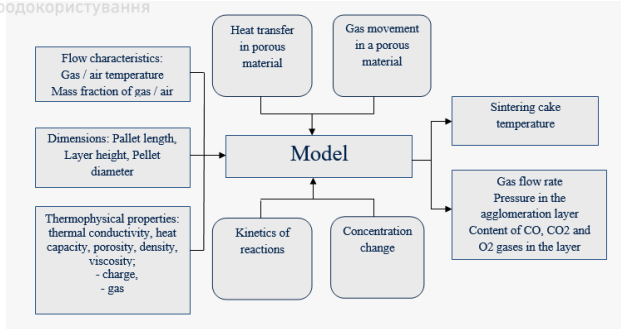 родокористування
Heat transfer
in porous
material
Gas movement
in a porous
material
Flow characteristics:
Gas / air temperature
Mass fraction of gas / air
Dimensions: Pallet length,
Layer height, Pellet
diameter
Thermophysical properties:
thermal conductivity, heat
capacity, porosity, density,
viscosity;
- charge,
- gas
Model
Kinetics of
reactions
Concentration
change
Sintering cake
temperature
Gas flow rate
Pressure in the
agglomeration layer
Content of CO, CO2 and
O2 gases in the layer